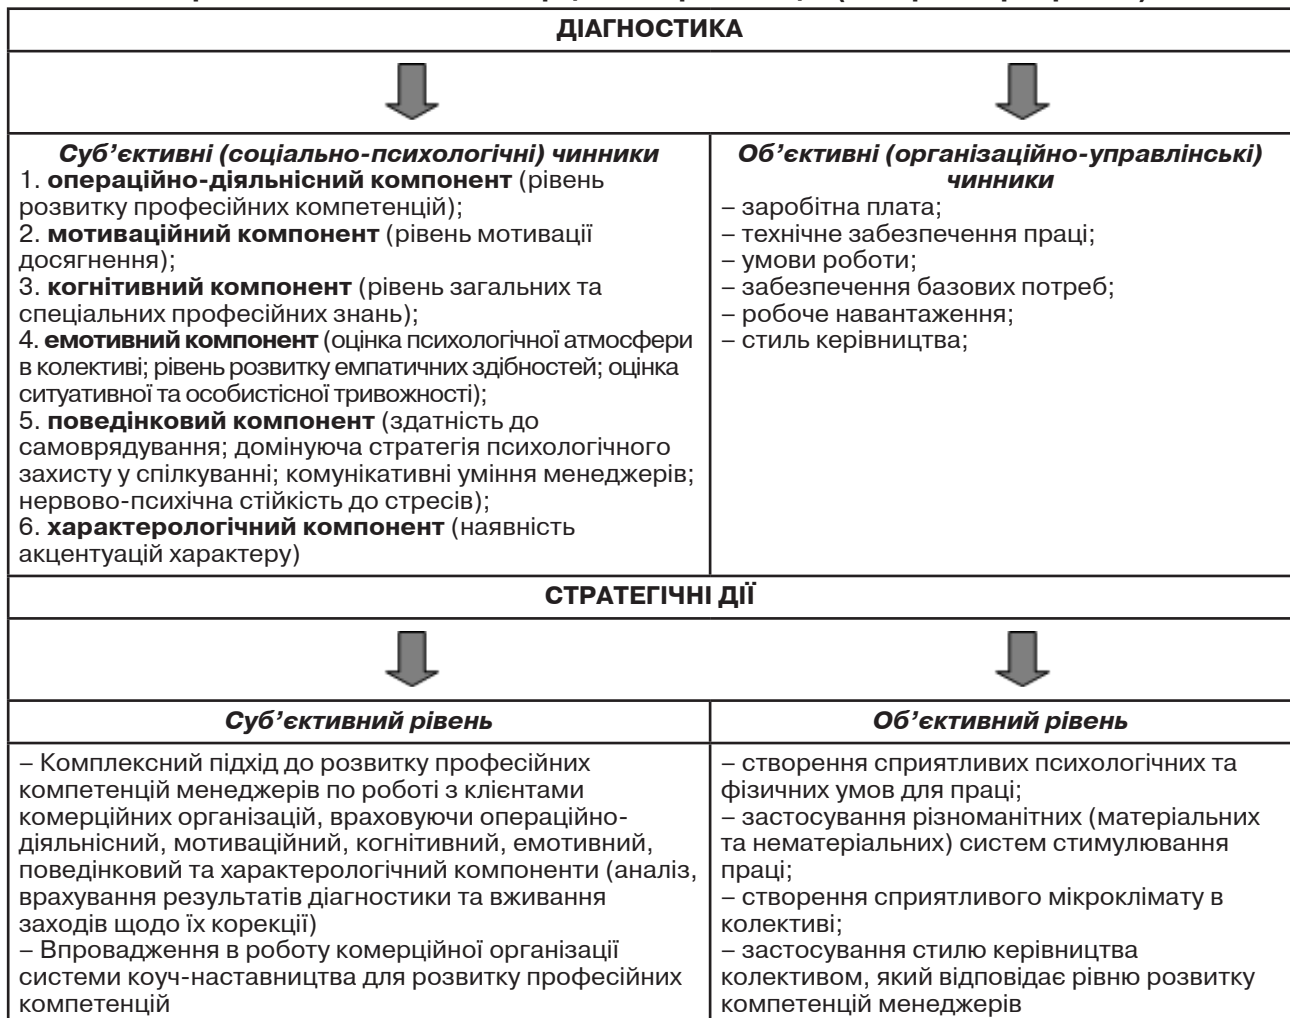 ДІАГНОСТИКА
Суб’єктивні (соціально-психологічні) чинники
1. операційно-діяльнісний компонент (рівень
розвитку професійних компетенцій);
2. мотиваційний компонент (рівень мотивації
досягнення);
3. когнітивний компонент (рівень загальних та
спеціальних професійних знань);
4. емотивний компонент (оцінка психологічної атмосфери
в колективі; рівень розвитку емпатичних здібностей; оцінка
ситуативної та особистісної тривожності);
5. поведінковий компонент (здатність до
самоврядування; домінуюча стратегія психологічного
захисту у спілкуванні; комунікативні уміння менеджерів;
нервово-психічна стійкість до стресів);
6. характерологічний компонент (наявність
акцентуацій характеру)
Об’єктивні (організаційно-управлінські)
чинники
– заробітна плата;
– технічне забезпечення праці;
– умови роботи;
– забезпечення базових потреб;
– робоче навантаження;
– стиль керівництва;
СТРАТЕГІЧНІ ДІЇ
Суб’єктивний рівень
– Комплексний підхід до розвитку професійних
компетенцій менеджерів по роботі з клієнтами
комерційних організацій, враховуючи операційно-
діяльнісний, мотиваційний, когнітивний, емотивний,
поведінковий та характерологічний компоненти (аналіз,
врахування результатів діагностики та вживання
заходів щодо їх корекції)
– Впровадження в роботу комерційної організації
системи коуч-наставництва для розвитку професійних
компетенцій
Об’єктивний рівень
– створення сприятливих психологічних та
фізичних умов для праці;
– застосування різноманітних (матеріальних
та нематеріальних) систем стимулювання
праці;
– створення сприятливого мікроклімату в
колективі;
– застосування стилю керівництва
колективом, який відповідає рівню розвитку
компетенцій менеджерів